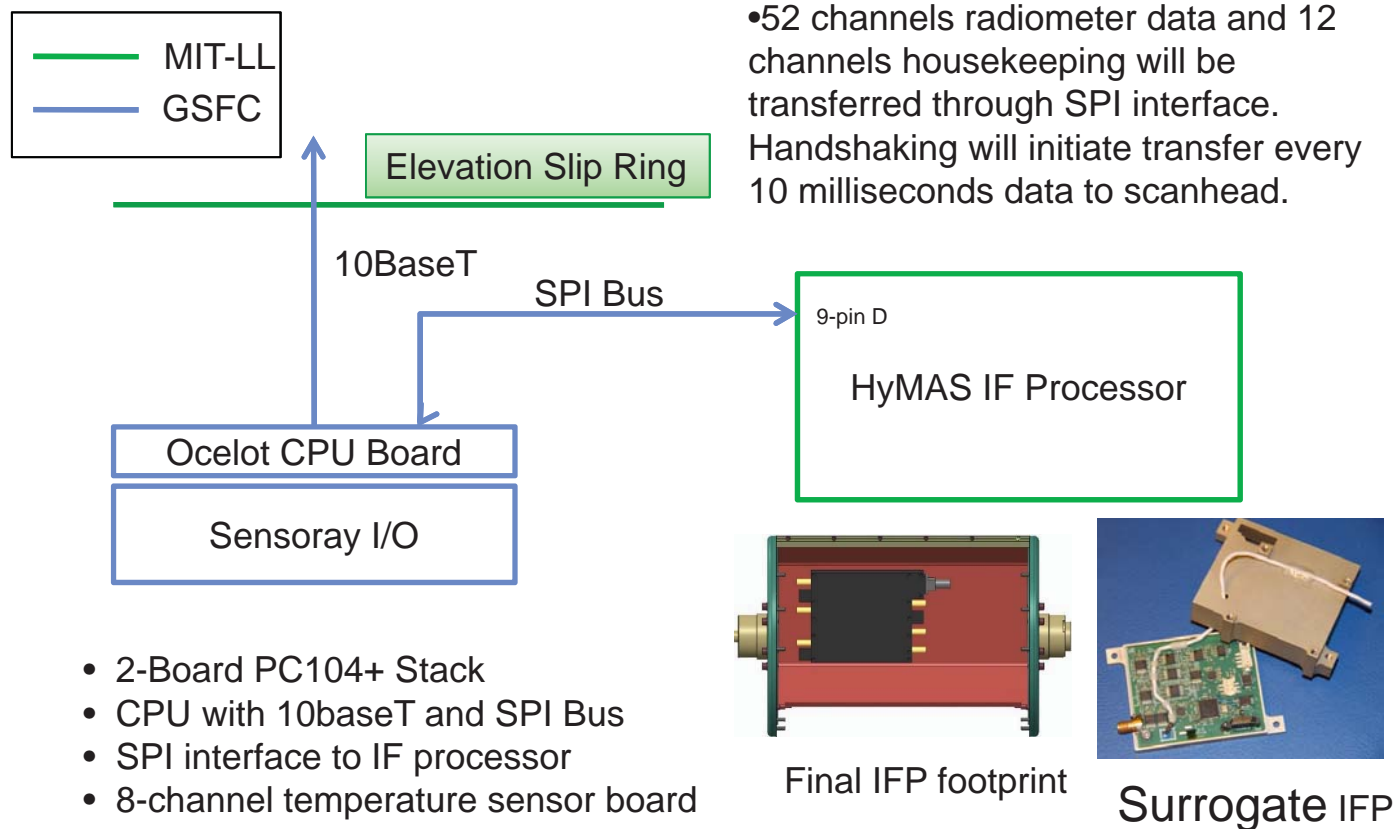 MIT-LL
GSFC
•52 channels radiometer data and 12
channels housekeeping will be
transferred through SPI interface.
Handshaking will initiate transfer every
10 milliseconds data to scanhead.
Elevation Slip Ring
10BaseT
SPI Bus
9-pin D
HyMAS IF Processor
Ocelot CPU Board
Sensoray I/O
• 2-Board PC104+ Stack
• CPU with 10baseT and SPI Bus
• SPI interface to IF processor
• 8-channel temperature sensor board
Final IFP footprint
Surrogate IFP